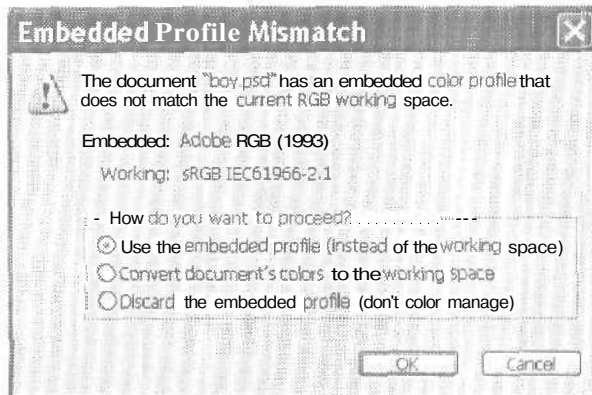 Embedded Profile Mismatch
The document "boy.psd" has an embedded color profile that
does not match the current RGB working space.
Embedded: Adobe RGB (1993)
Working: sRGB IEC61966-2.1
- How do you want to proceed?
Use the embedded profile (instead of the working space)
Convert document's colors to the working space
Discard the embedded profile (don't color manage)
OK Cancel